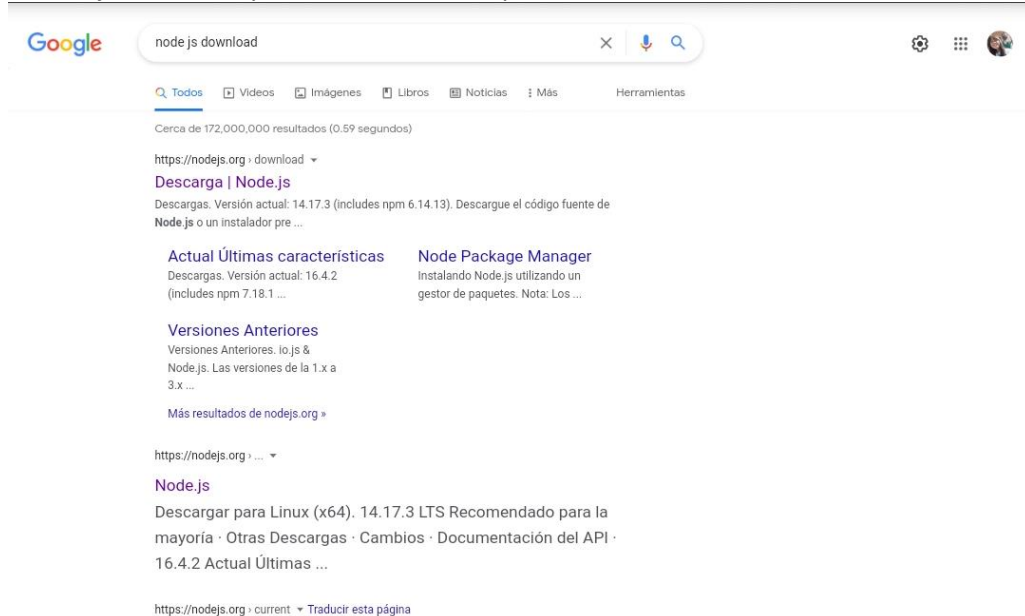 Google
node js download
Todos Videos Imágenes Libros Noticias Más Herramientas
Cerca de 172,000,000 resultados (0.59 segundos)
https://nodejs.org › download
Descarga | Node.js
Descargas. Versión actual: 14.17.3 (includes npm 6.14.13). Descargue el código fuente de
Node.js o un instalador pre ...
Actual Últimas características
Descargas. Versión actual: 16.4.2
(includes npm 7.18.1 ...
Node Package Manager
Instalando Node.js utilizando un
gestor de paquetes. Nota: Los ...
Versiones Anteriores
Versiones Anteriores. io.js &
Node.js. Las versiones de la 1.x a
3.x ...
Más resultados de nodejs.org »
https://nodejs.org › ...
Node.js
Descargar para Linux (x64). 14.17.3 LTS Recomendado para la
mayoría · Otras Descargas · Cambios · Documentación del API ·
16.4.2 Actual Últimas ...
https://nodejs.org › current Traducir esta página